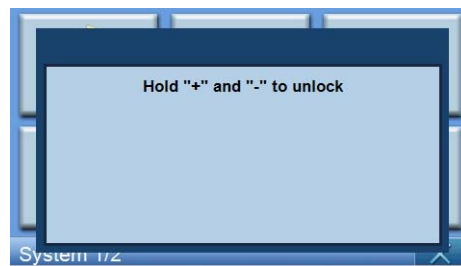 Hold "+" and "-" to unlock
System 1/2